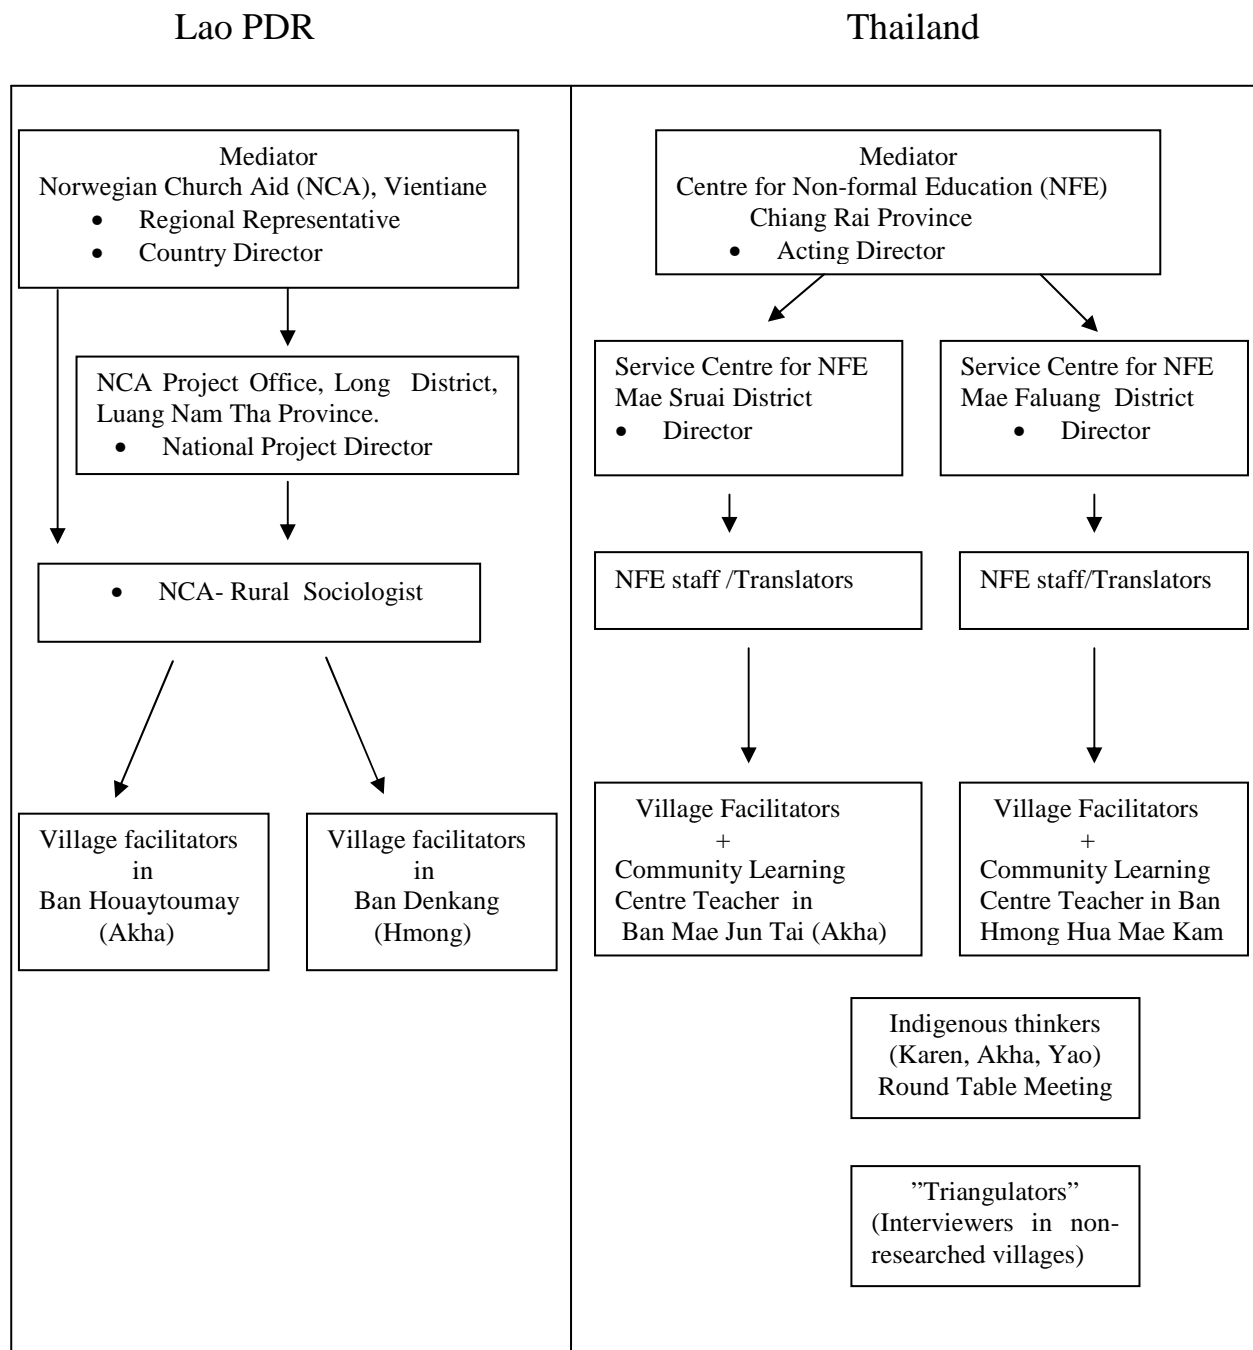 Lao PDR
Thailand
Mediator
Norwegian Church Aid (NCA), Vientiane
• Regional Representative
• Country Director
NCA Project Office, Long District,
Luang Nam Tha Province.
• National Project Director
• NCA- Rural Sociologist
Village facilitators
in
Ban Houaytoumay
(Akha)
Village facilitators
in
Ban Denkang
(Hmong)
Mediator
Centre for Non-formal Education (NFE)
Chiang Rai Province
• Acting Director
Service Centre for NFE
Mae Sruai District
• Director
Service Centre for NFE
Mae Faluang District
• Director
NFE staff /Translators
NFE staff/Translators
Village Facilitators
+
Community Learning
Centre Teacher in
Ban Mae Jun Tai (Akha)
Village Facilitators
+
Community Learning
Centre Teacher in Ban
Hmong Hua Mae Kam
Indigenous thinkers
(Karen, Akha, Yao)
Round Table Meeting
”Triangulators”
(Interviewers in non-
researched villages)